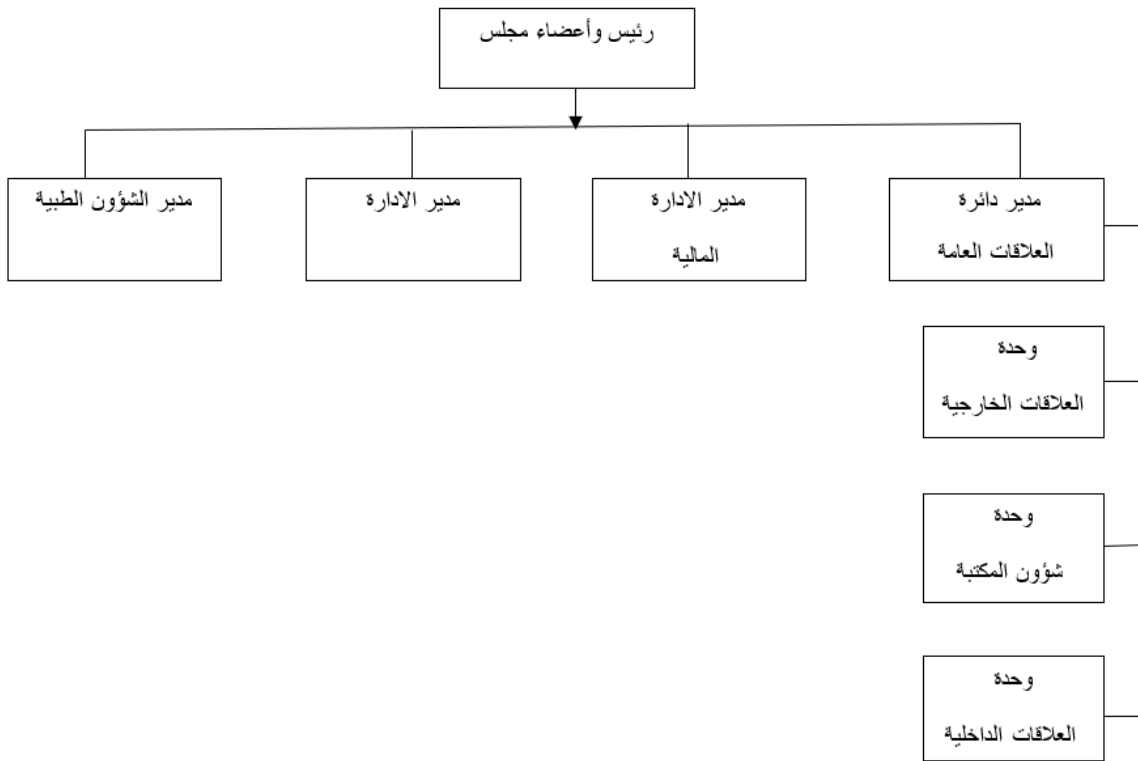 رئيس وأعضاء مجلس
مدير دائرة
العلاقات العامة
مدير الادارة
المالية
مدير الادارة
مدير الشؤون الطبية
وحدة
العلاقات الخارجية
وحدة
شؤون المكتبة
وحدة
العلاقات الداخلية